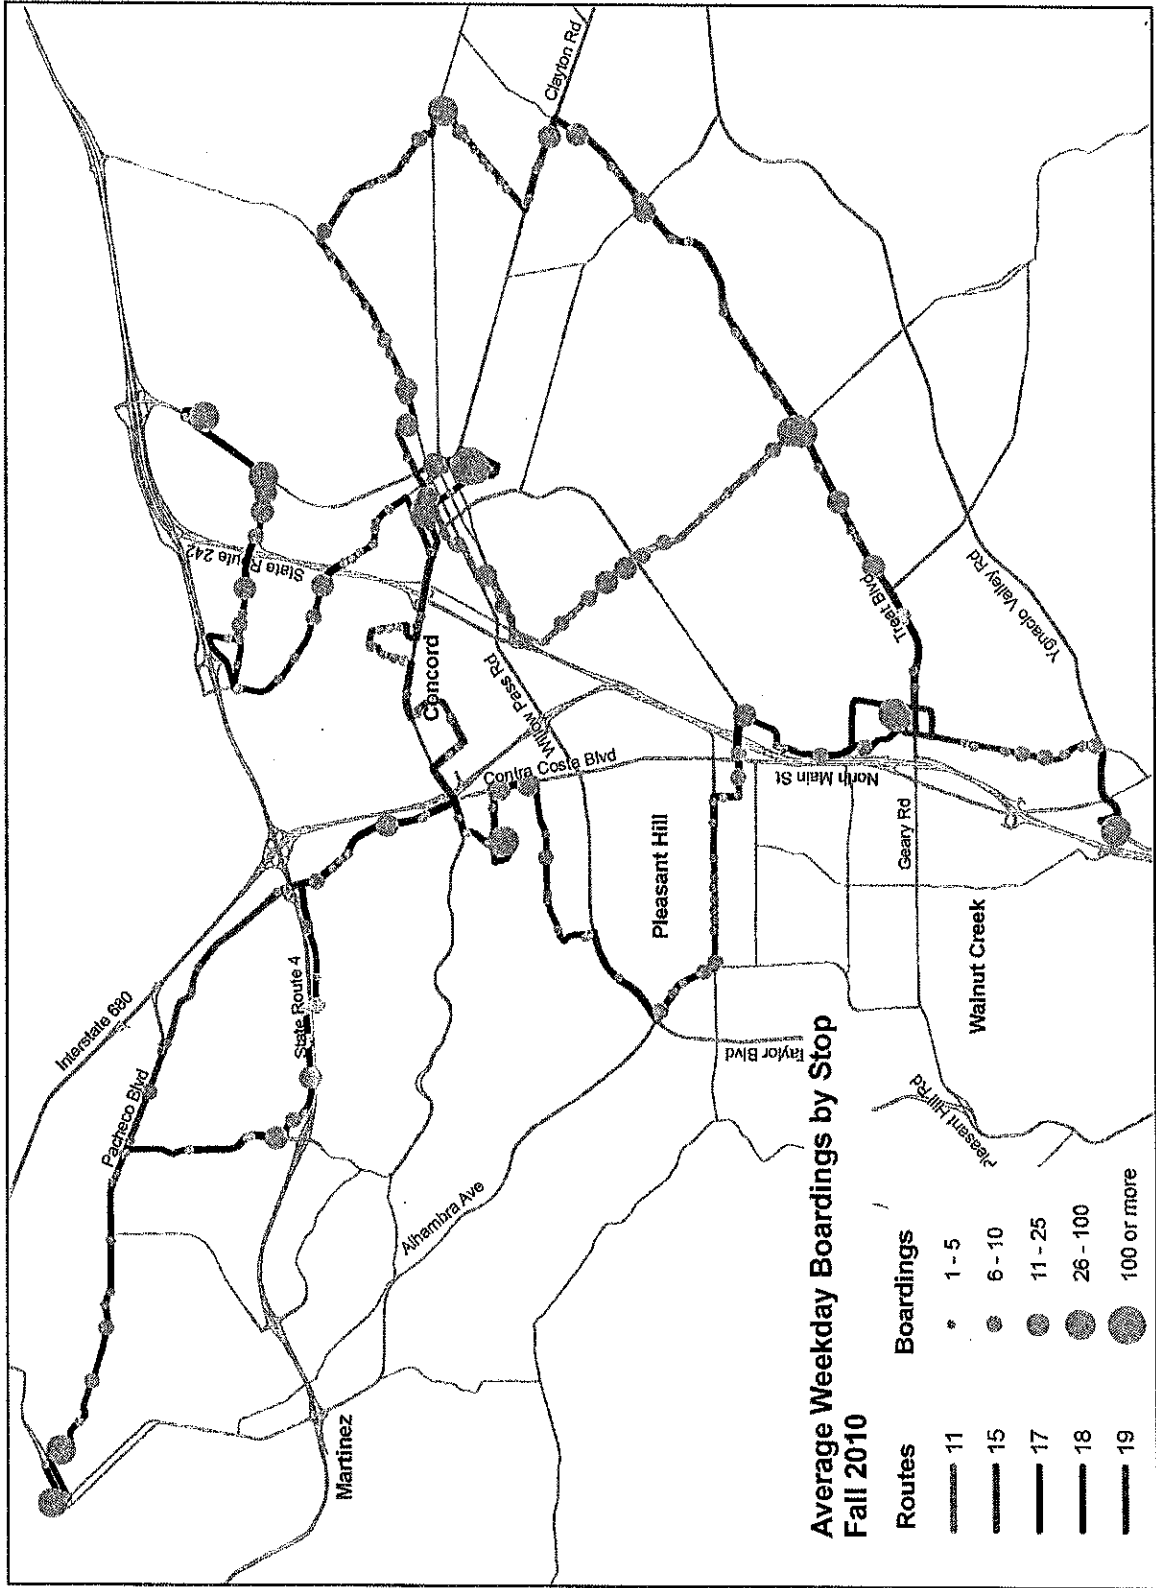 Clayton Rd
State Route 242
Concord
Willow Pass Rd
Contra Costa Blvd
Treat Blvd
Ygnacio Valley Rd
North Main St
Geary Rd
Pleasant Hill
Walnut Creek
Interstate 680
State Route 4
Pacheco Blvd
Taylor Blvd
Pleasant Hill Rd
Alhambra Ave
Martinez
Average Weekday Boardings by Stop
Fall 2010
Routes
11
15
17
18
19
Boardings
1 - 5
6 - 10
11 - 25
26 - 100
100 or more